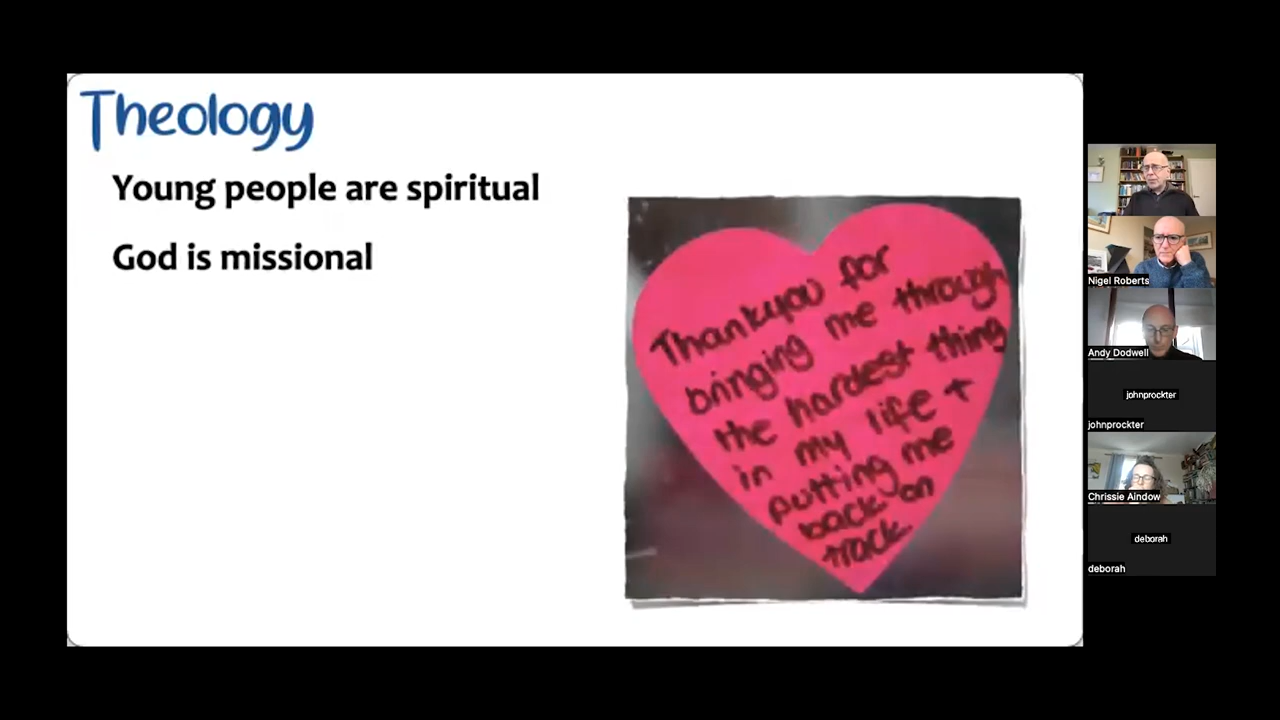 Theology
Young people are spiritual
God is missional
Thankyou for
bringing me through
the hardest thing
in my life +
putting me
back on
track
Nigel Roberts
Andy Dodwell
johnprockter
johnprockter
Chrissie Aindow
deborah
deborah